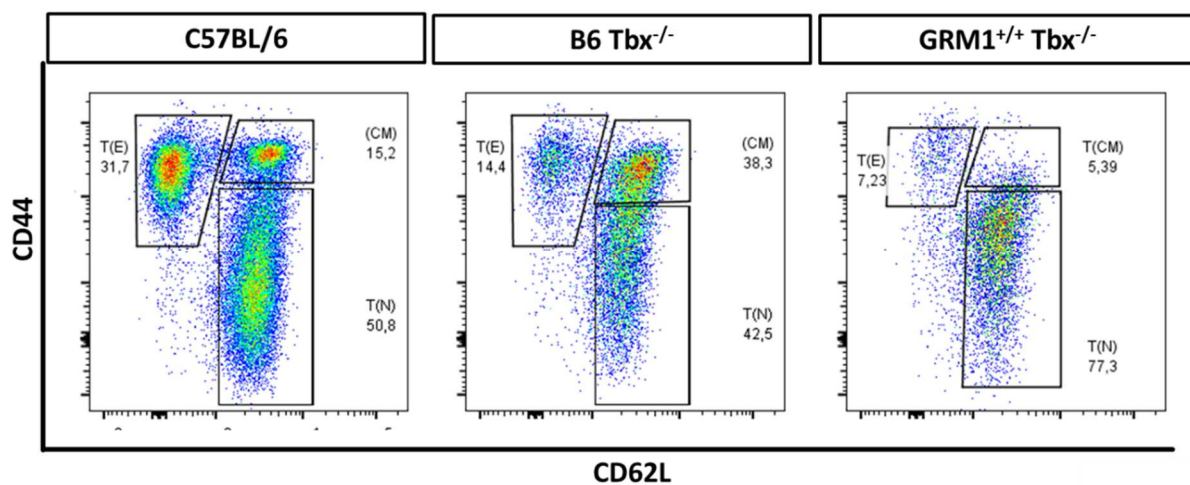 C57BL/6
B6 Tbx-/-
GRM1+/+ Tbx-/-
CD44
T(E)
31,7
(CM)
15,2
T(N)
50,8
T(E)
14,4
(CM)
38,3
T(N)
42,5
T(E)
7,23
T(CM)
5,39
T(N)
77,3
CD62L